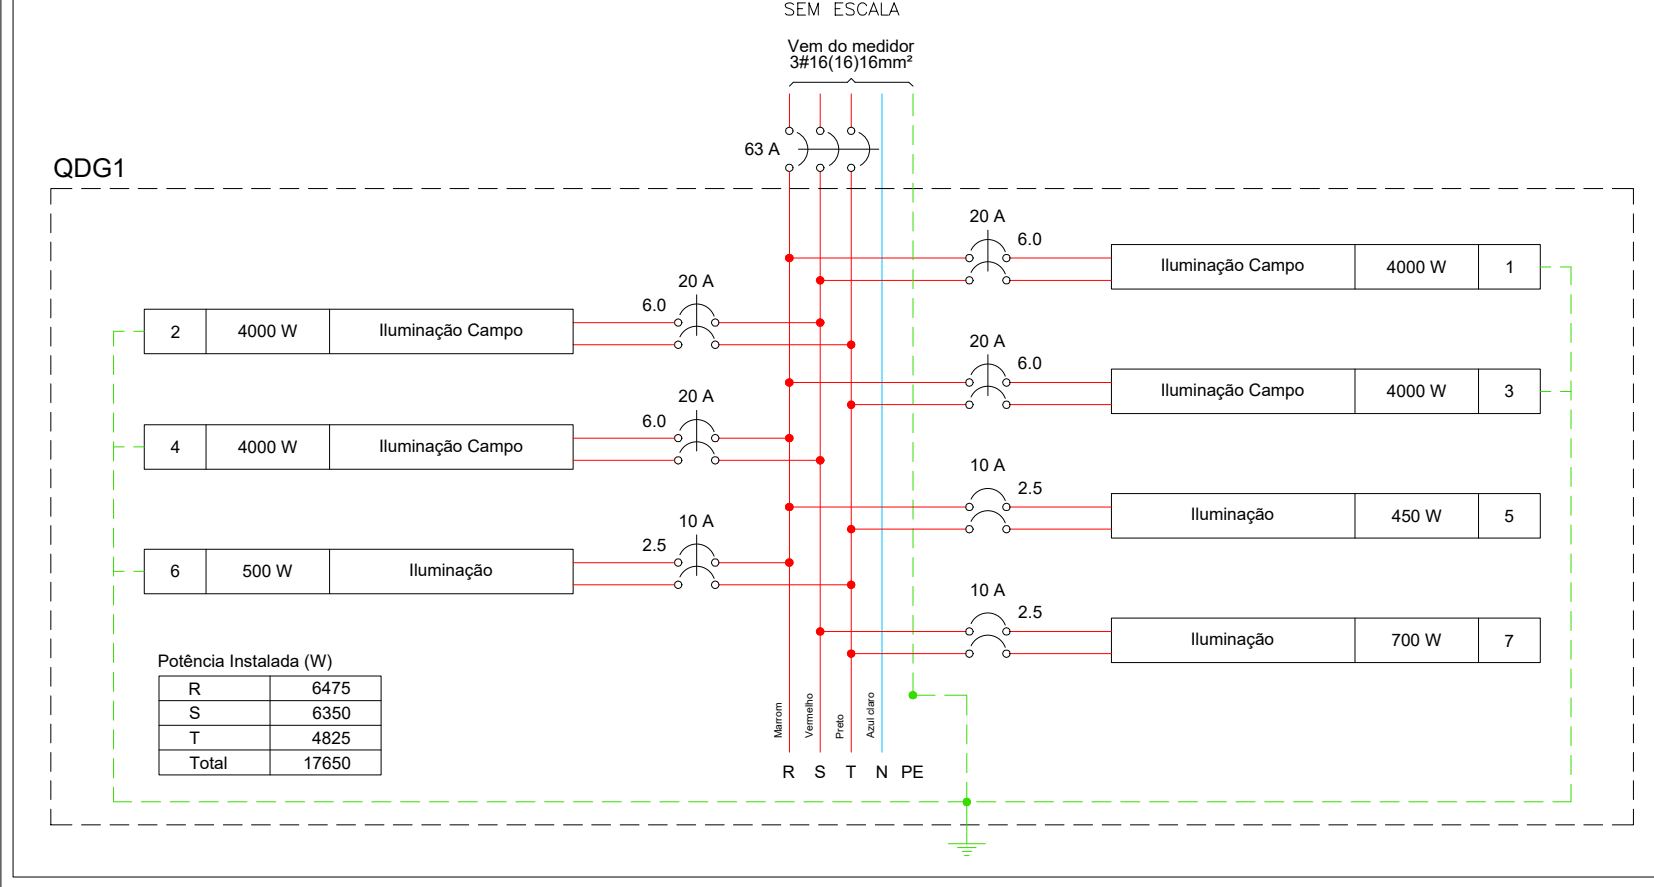 SEM ESCALA
Vem do medidor
3#16(16)16mm²
63 A
QDG1
20 A
6.0
Iluminação Campo 4000 W 1
20 A
6.0
2 4000 W Iluminação Campo
20 A
6.0
Iluminação Campo 4000 W 3
20 A
6.0
4 4000 W Iluminação Campo
10 A
2.5
Iluminação 450 W 5
10 A
2.5
6 500 W Iluminação
10 A
2.5
Iluminação 700 W 7
Potência Instalada (W)
R 6475
S 6350
T 4825
Total 17650
Marrom
Vermelho
Preto
Azul claro
R S T N PE